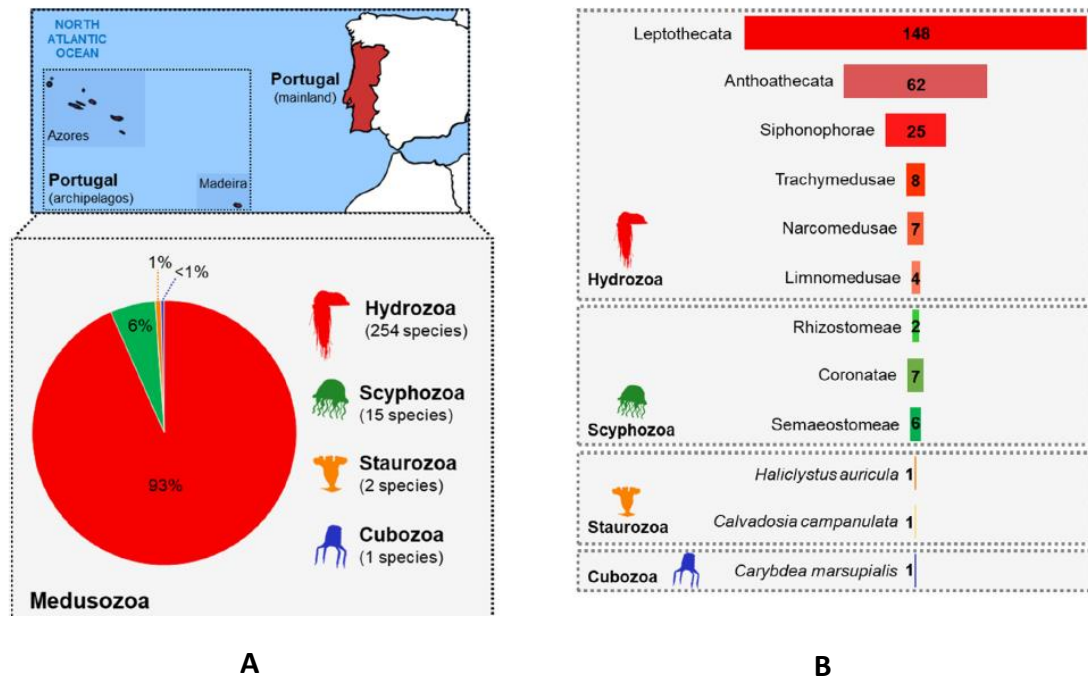 NORTH
ATLANTIC
OCEAN
Portugal
(mainland)
Azores
Portugal
(archipelagos)
Madeira
1%
<1%
6%
93%
Hydrozoa
(254 species)
Scyphozoa
(15 species)
Staurozoa
(2 species)
Cubozoa
(1 species)
Medusozoa
A
Leptothecata 148
Anthoathecata 62
Siphonophorae 25
Trachymedusae 8
Narcomedusae 7
Limnomedusae 4
Hydrozoa
Rhizostomeae 2
Coronatae 7
Semaeostomeae 6
Scyphozoa
Haliclystus auricula 1
Calvadosia campanulata 1
Staurozoa
Carybdea marsupialis 1
Cubozoa
B